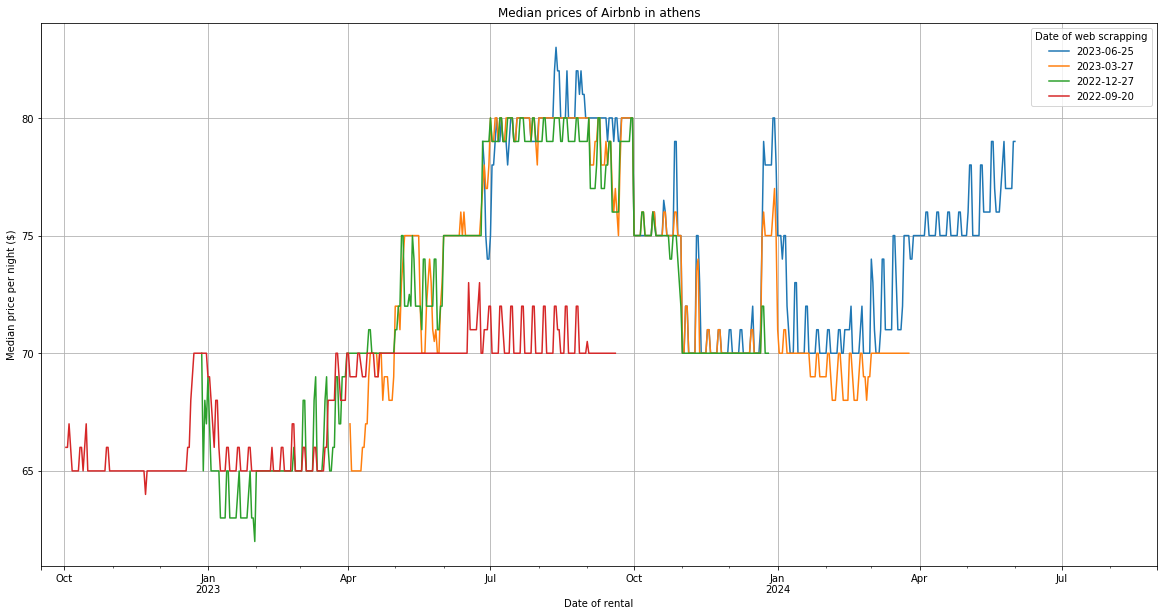 Median prices of Airbnb in athens
Date of web scrapping
2023-06-25
2023-03-27
2022-12-27
2022-09-20
Median price per night ($)
80
75
70
65
Oct
Jan
2023
Apr
Jul
Oct
Jan
2024
Apr
Jul
Date of rental